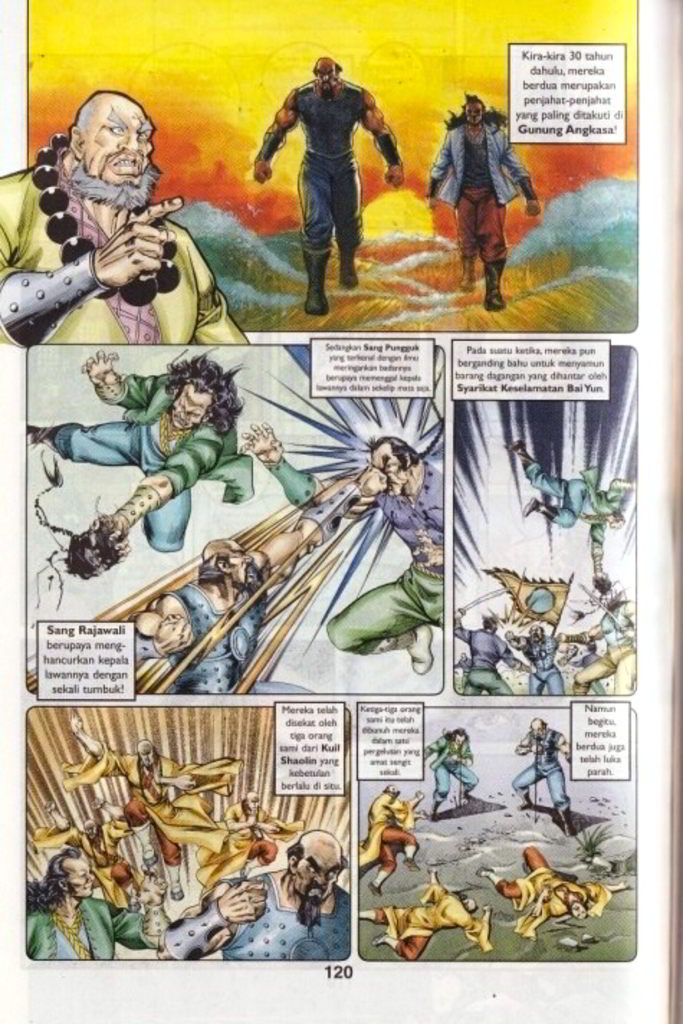 Kira-kira 30 tahun
dahulu, mereka
berdua merupakan
penjahat-penjahat
yang paling ditakuti di
Gunung Angkasa!
Sedangkan Sang Pungguk
yang terkenal dengan ilmu
meringankan badannya
berupaya memenggal kepala
lawannya dalam sekelip mata saja.
Sang Rajawali
berupaya meng-
hancurkan kepala
lawannya dengan
sekali tumbuk!
Pada suatu ketika, mereka pun
berganding bahu untuk menyamun
barang dagangan yang dihantar oleh
Syarikat Keselamatan Bai Yun.
Mereka telah
disekat oleh
tiga orang
sami dari Kuil
Shaolin yang
kebetulan
berlalu di situ.
Ketiga-tiga orang
sami itu telah
dibunuh mereka
dalam satu
pergelutan yang
amat sengit
sekali.
Namun
begitu,
mereka
berdua juga
telah luka
parah.
120